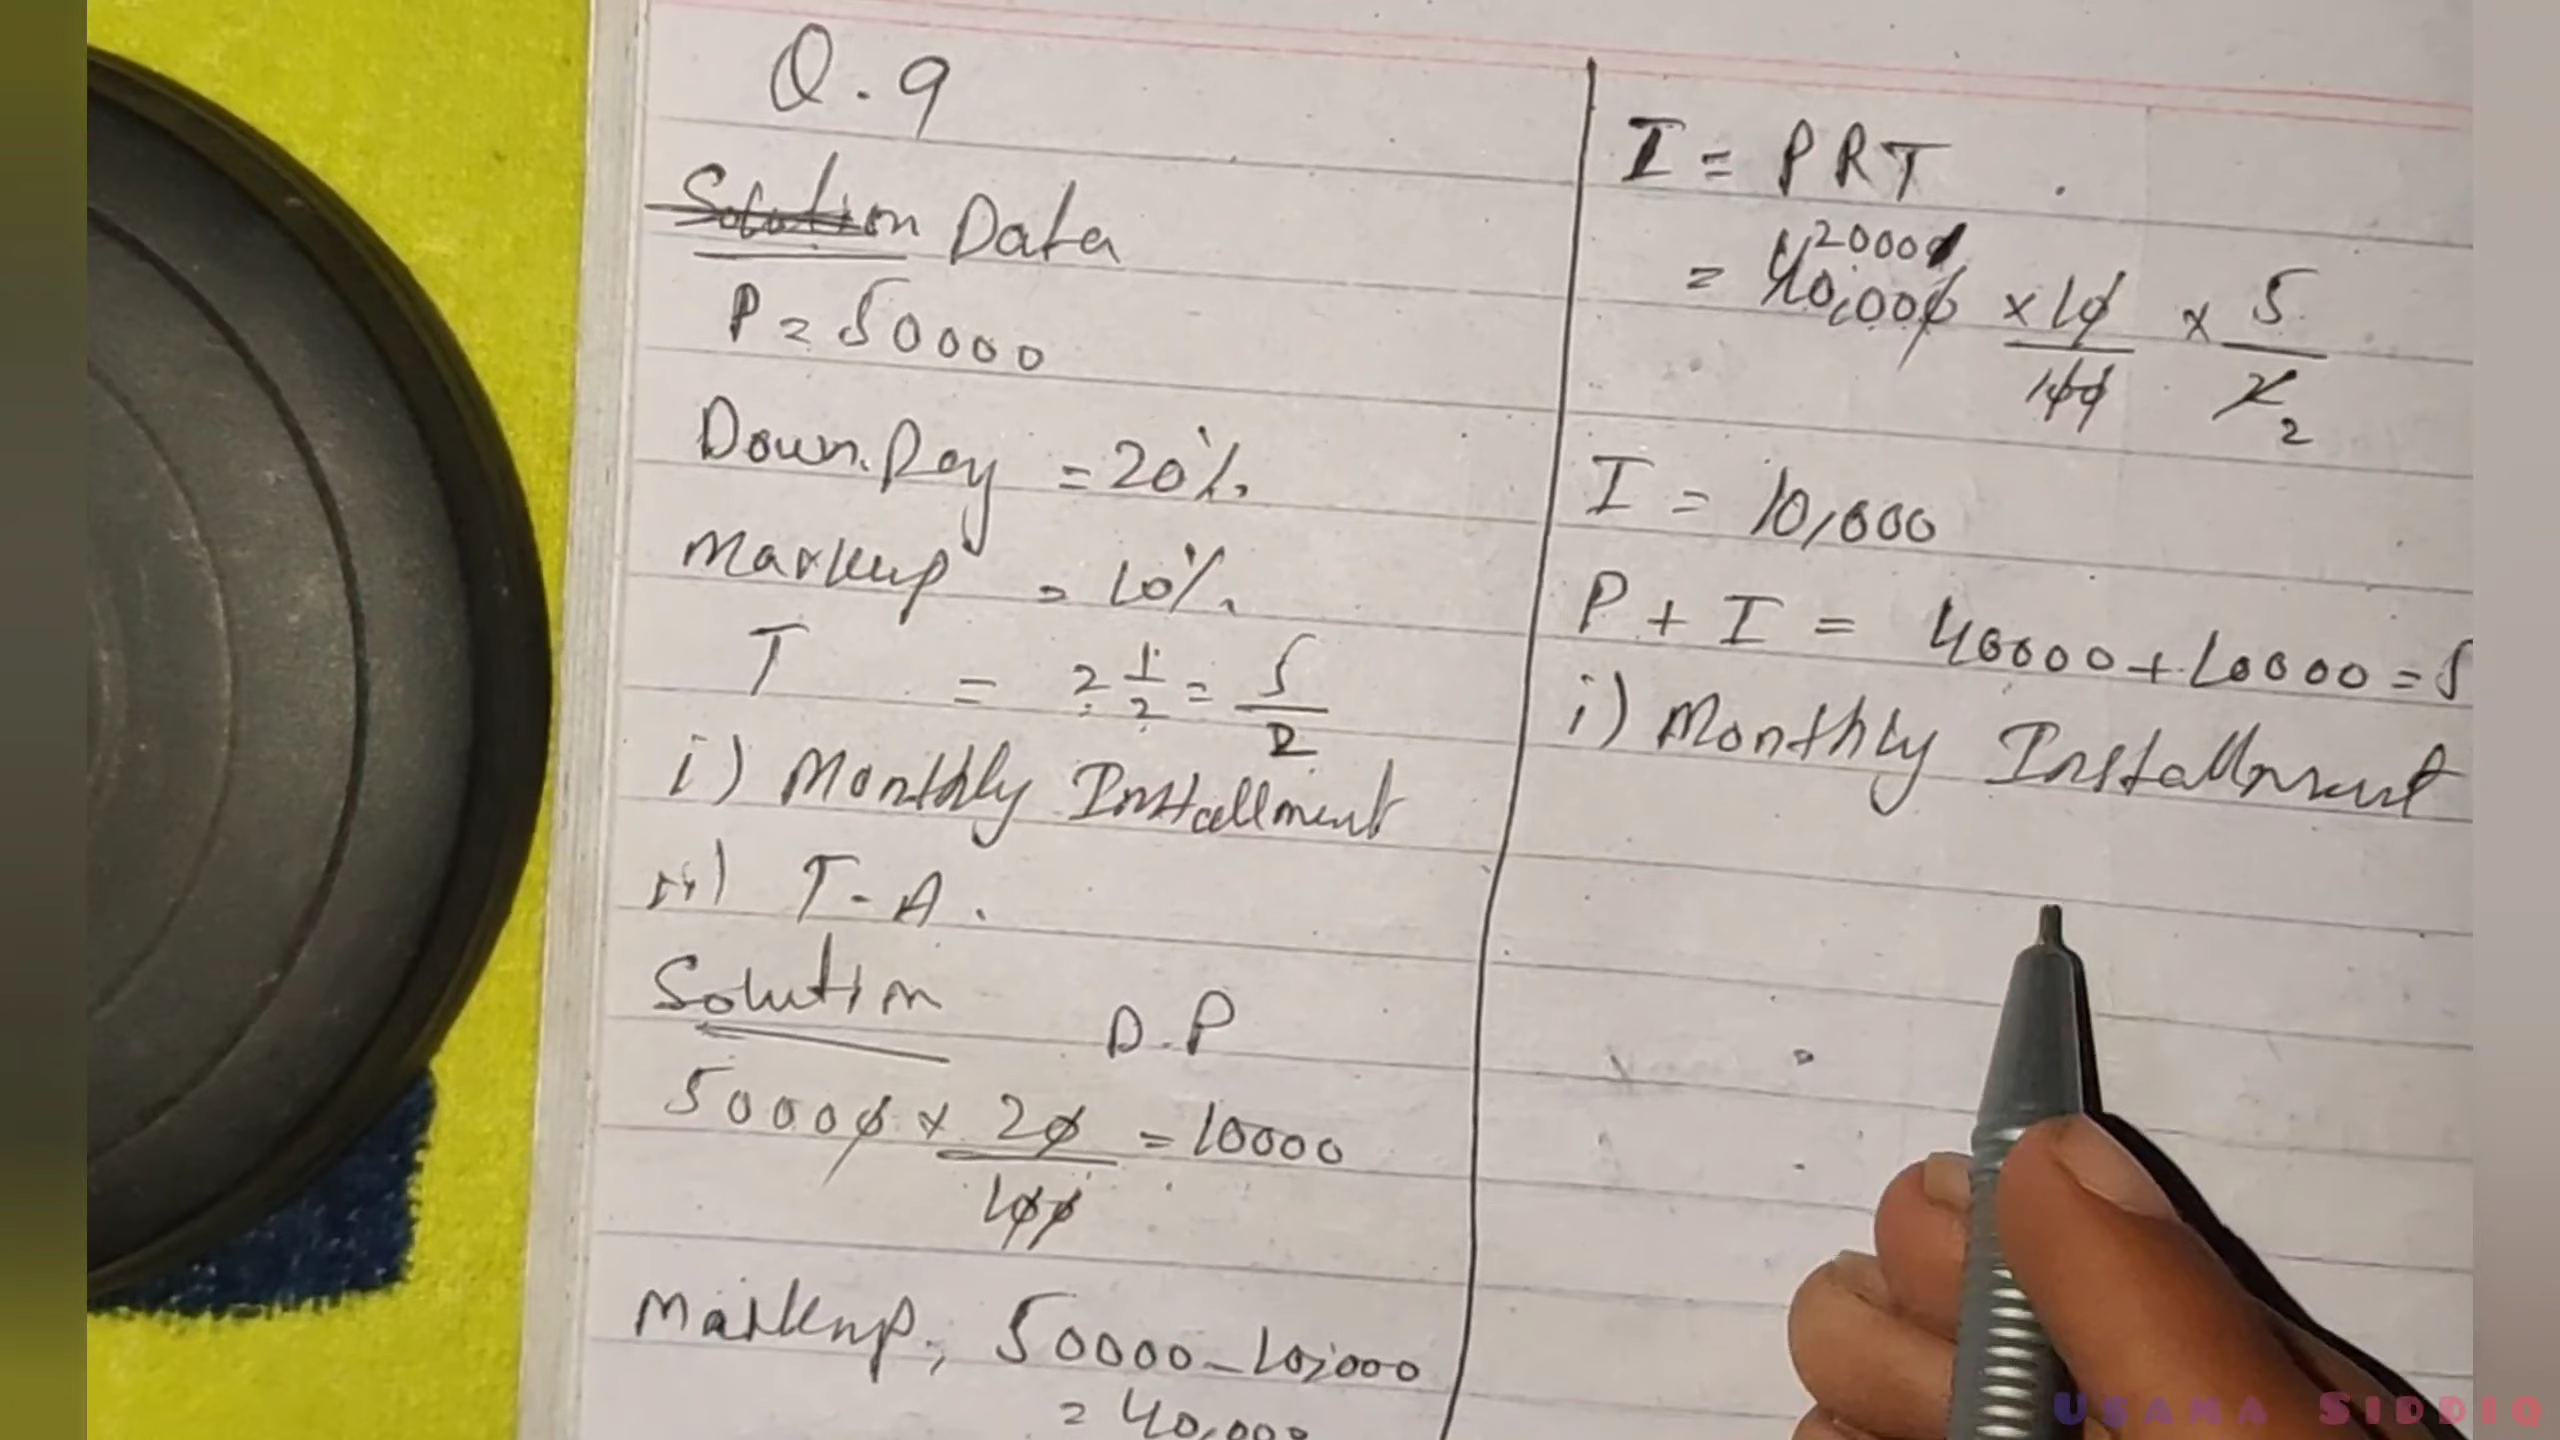 Q.9
Solution Data
P = 50000
Down.Pay = 20%.
Markup = 10%.
T = 2 1/2 = 5/2
i) Monthly Installment
ii) T-A.
Solution D.P
50000 x 20/100 = 10000
Markup, 50000-10,000
= 40,000
I = PRT
20000
= 40,000 x 10/100 x 5/2
2
I = 10,000
P + I = 40000+10000=5
i) Monthly Installment
USAMA SIDDIQ